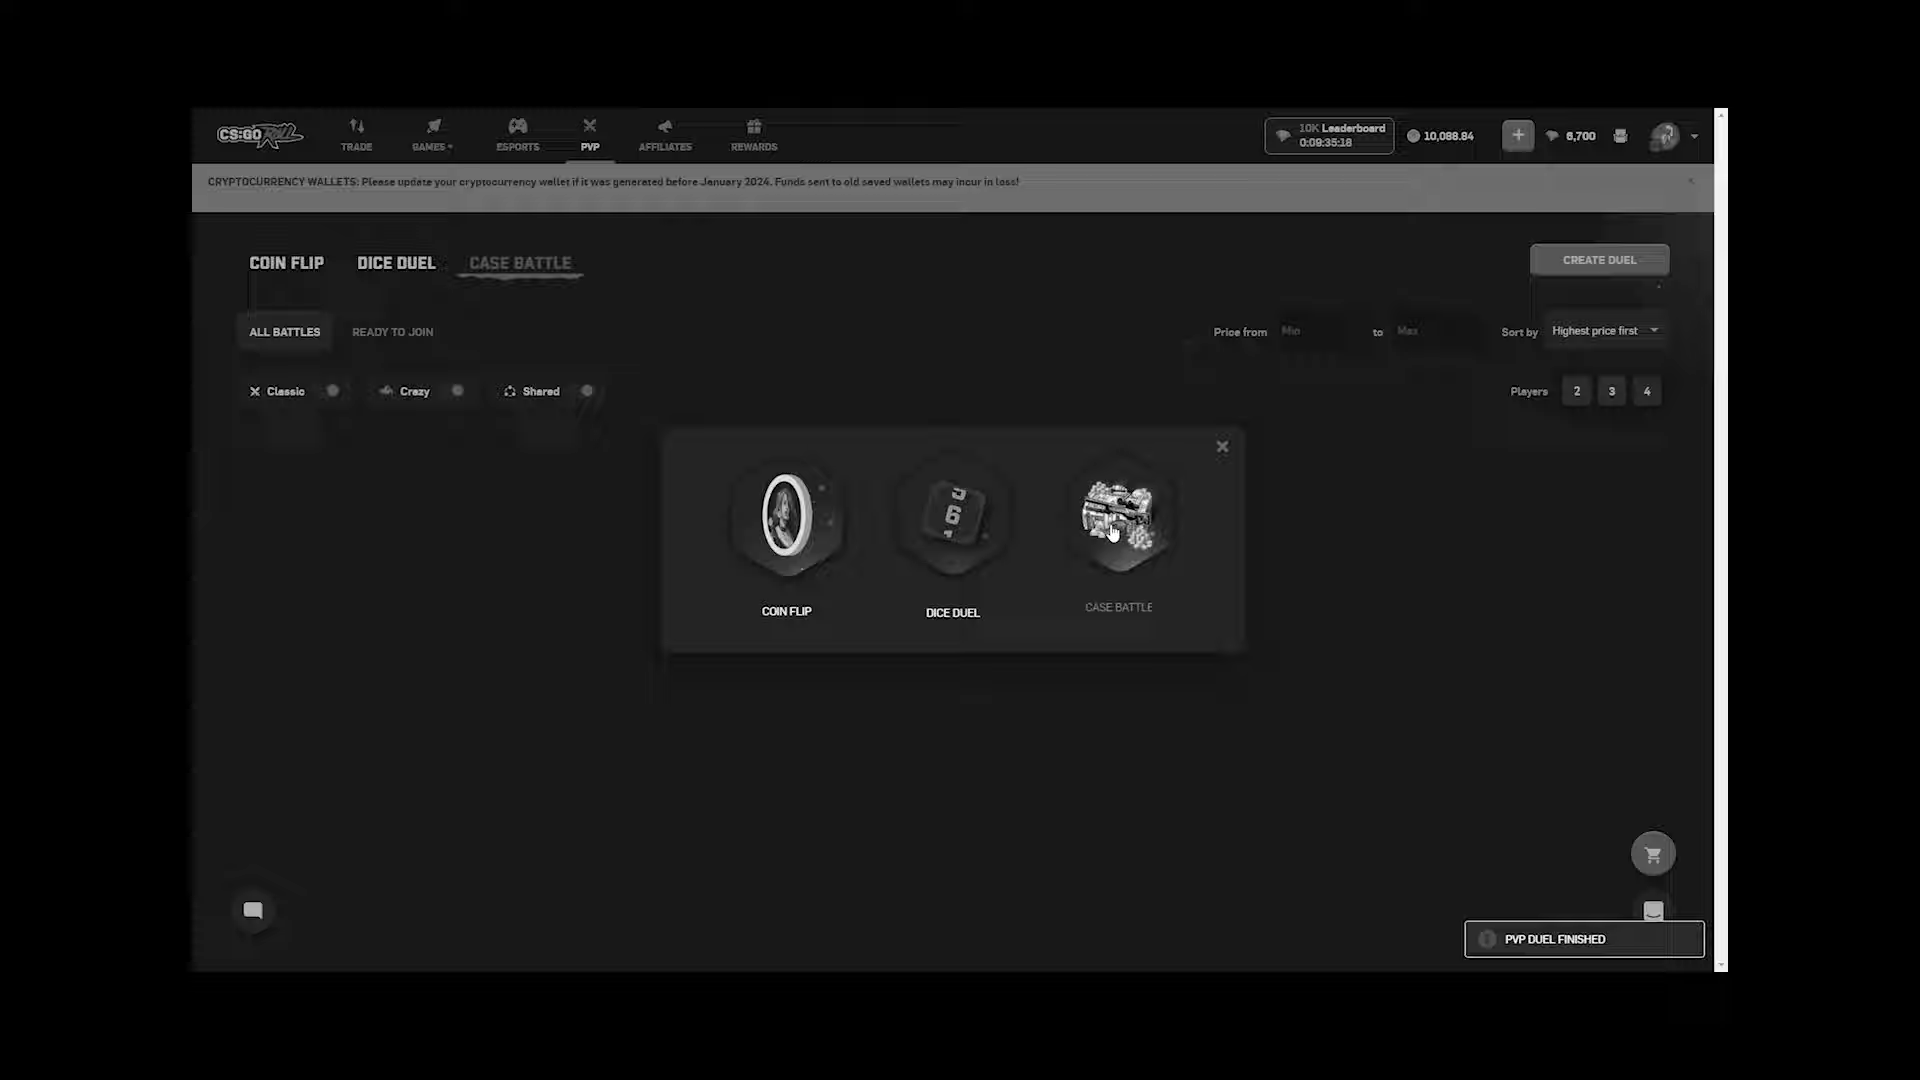 CS:GO ROLL
TRADE
GAMES
ESPORTS
PVP
AFFILIATES
REWARDS
10K Leaderboard
0:09:35:18
10,088.84
6,700
CRYPTOCURRENCY WALLETS: Please update your cryptocurrency wallet if it was generated before January 2024. Funds sent to old saved wallets may incur in loss!
COIN FLIP
DICE DUEL
CASE BATTLE
CREATE DUEL
ALL BATTLES
READY TO JOIN
Price from
Min
to
Max
Sort by
Highest price first
Classic
Crazy
Shared
Players
2
3
4
6
COIN FLIP
DICE DUEL
CASE BATTLE
PVP DUEL FINISHED